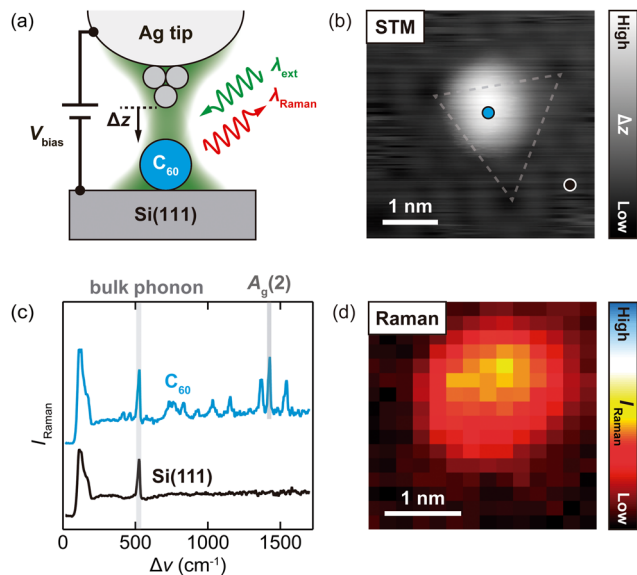 (a)
Ag tip
λext
λRaman
Δz
Vbias
C60
Si(111)
(b)
STM
1 nm
High
Δz
Low
(c)
bulk phonon
Ag(2)
C60
Si(111)
IRaman
0
500
1000
1500
Δν (cm-1)
(d)
Raman
1 nm
High
IRaman
Low